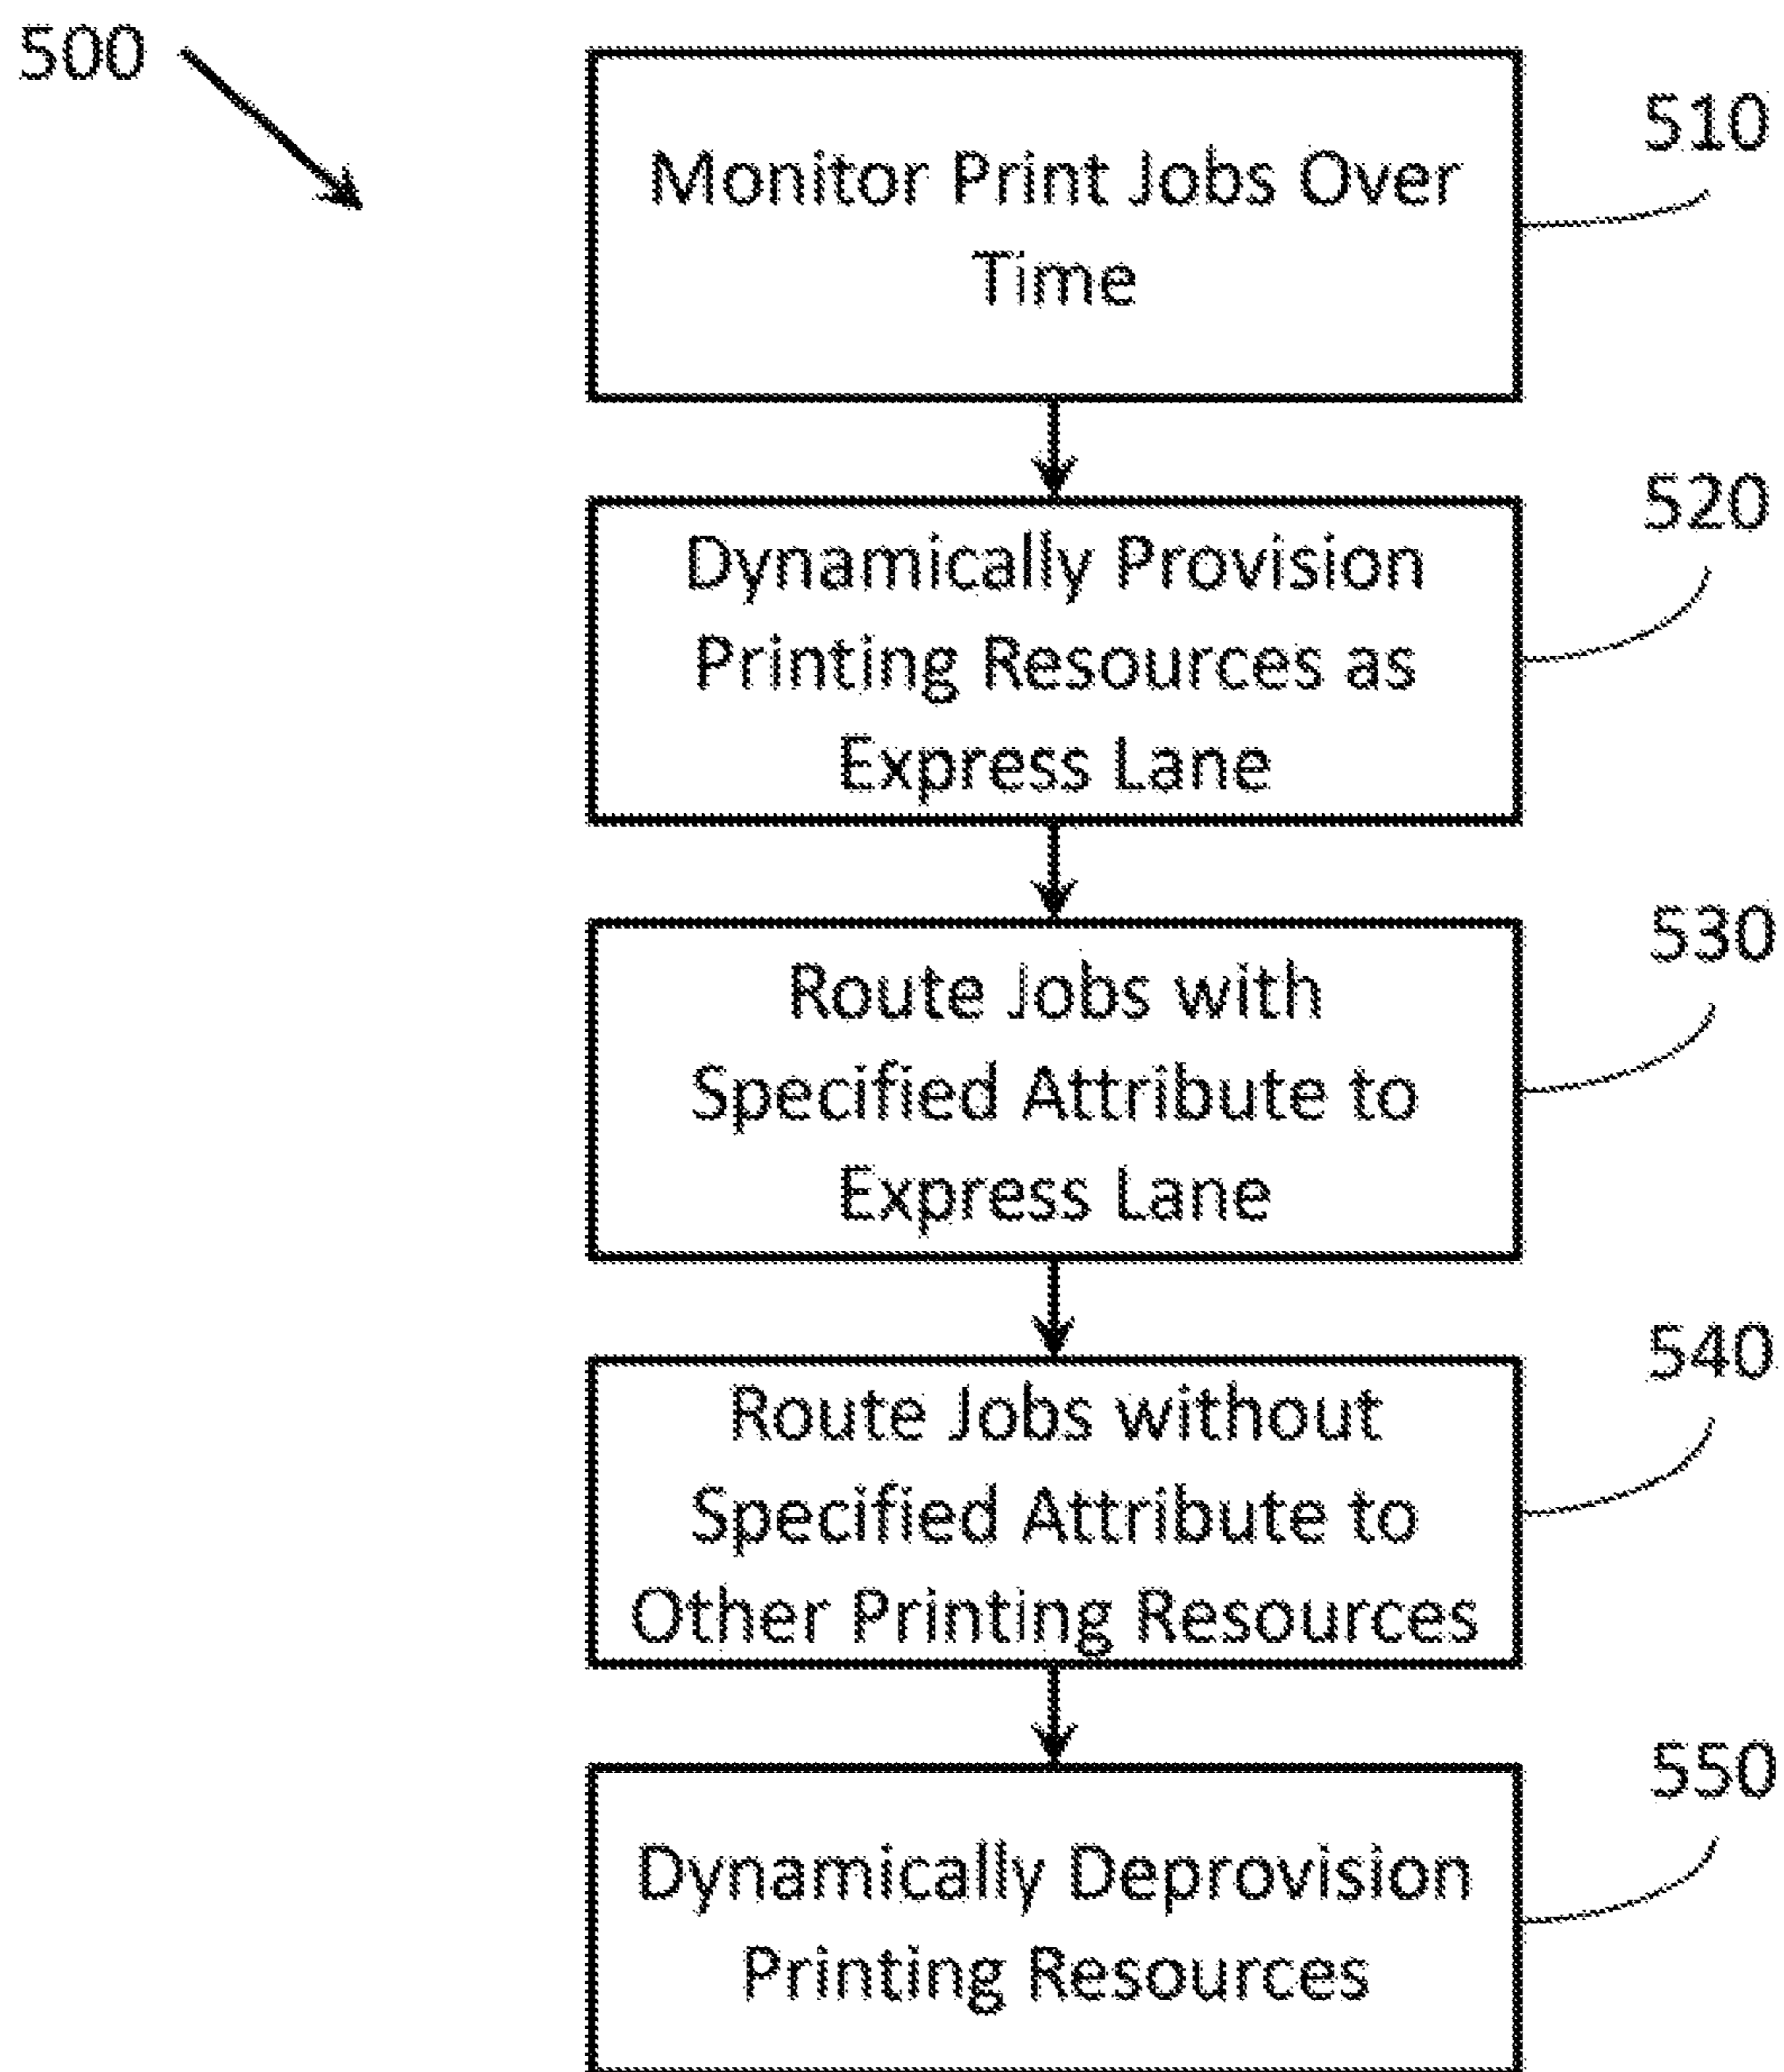 500
510
Monitor Print Jobs Over
Time
520
Dynamically Provision
Printing Resources as
Express Lane
530
Route Jobs with
Specified Attribute to
Express Lane
540
Route Jobs without
Specified Attribute to
Other Printing Resources
550
Dynamically Deprovision
Printing Resources